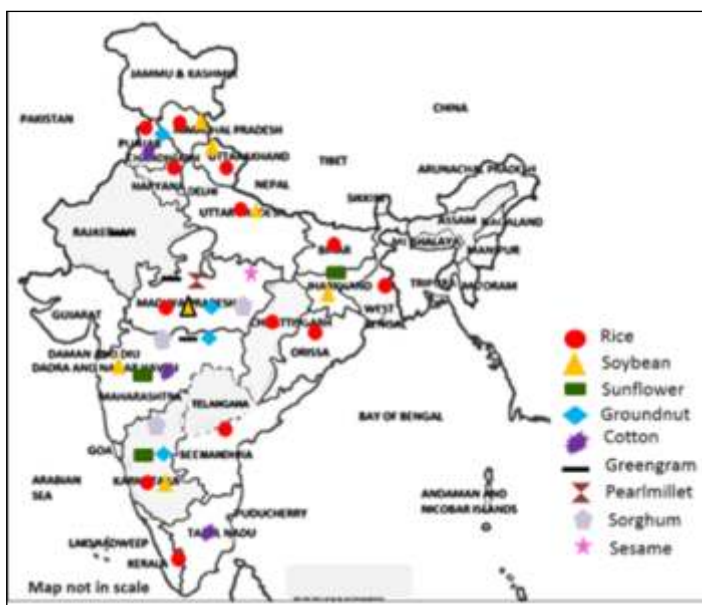 JAMMU & KASHMIR
CHINA
PAKISTAN
PUNJAB
HIMACHAL PRADESH
CHANDIGARH
UTTARAKHAND
TIBET
HARYANA
DELHI
NEPAL
ARUNACHAL PRADESH
SIKKIM
RAJASTHAN
UTTAR PRADESH
ASSAM
NAGALAND
BIHAR
MEGHALAYA
MANIPUR
JHARKHAND
TRIPURA
MIZORAM
GUJARAT
MADHYA PRADESH
WEST
BENGAL
CHHATTISGARH
ORISSA
Rice
DAMAN AND DIU
DADRA AND NAGAR HAVELI
Soybean
MAHARASHTRA
TELANGANA
Sunflower
BAY OF BENGAL
Groundnut
GOA
SEEMANDHRA
Cotton
ARABIAN
SEA
KARNATAKA
Greengram
ANDAMAN AND
NICOBAR ISLANDS
Pearlmillet
PUDUCHERRY
Sorghum
TAMIL NADU
LAKSHADWEEP
KERALA
Sesame
Map not in scale